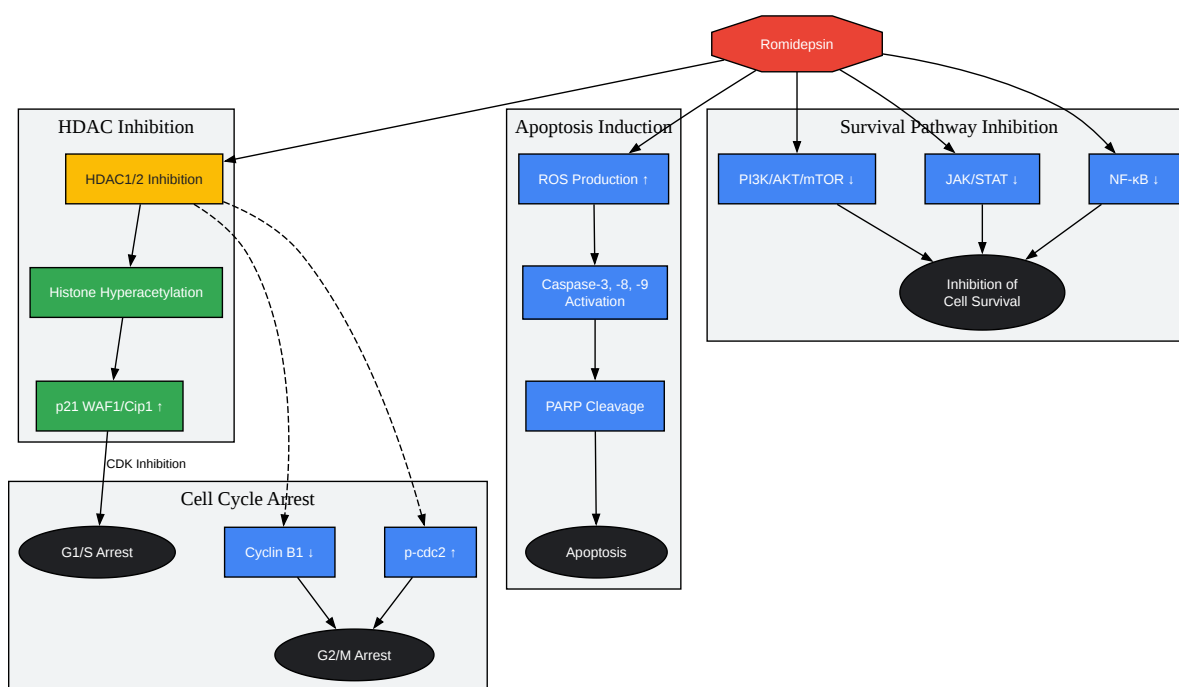 Romidepsin
HDAC Inhibition
Apoptosis Induction
Survival Pathway Inhibition
HDAC1/2 Inhibition
ROS Production ↑
PI3K/AKT/mTOR ↓
JAK/STAT ↓
NF-κB ↓
Histone Hyperacetylation
Caspase-3, -8, -9
Activation
Inhibition of
Cell Survival
p21 WAF1/Cip1 ↑
PARP Cleavage
CDK Inhibition
Cell Cycle Arrest
G1/S Arrest
Cyclin B1 ↓
p-cdc2 ↑
Apoptosis
G2/M Arrest